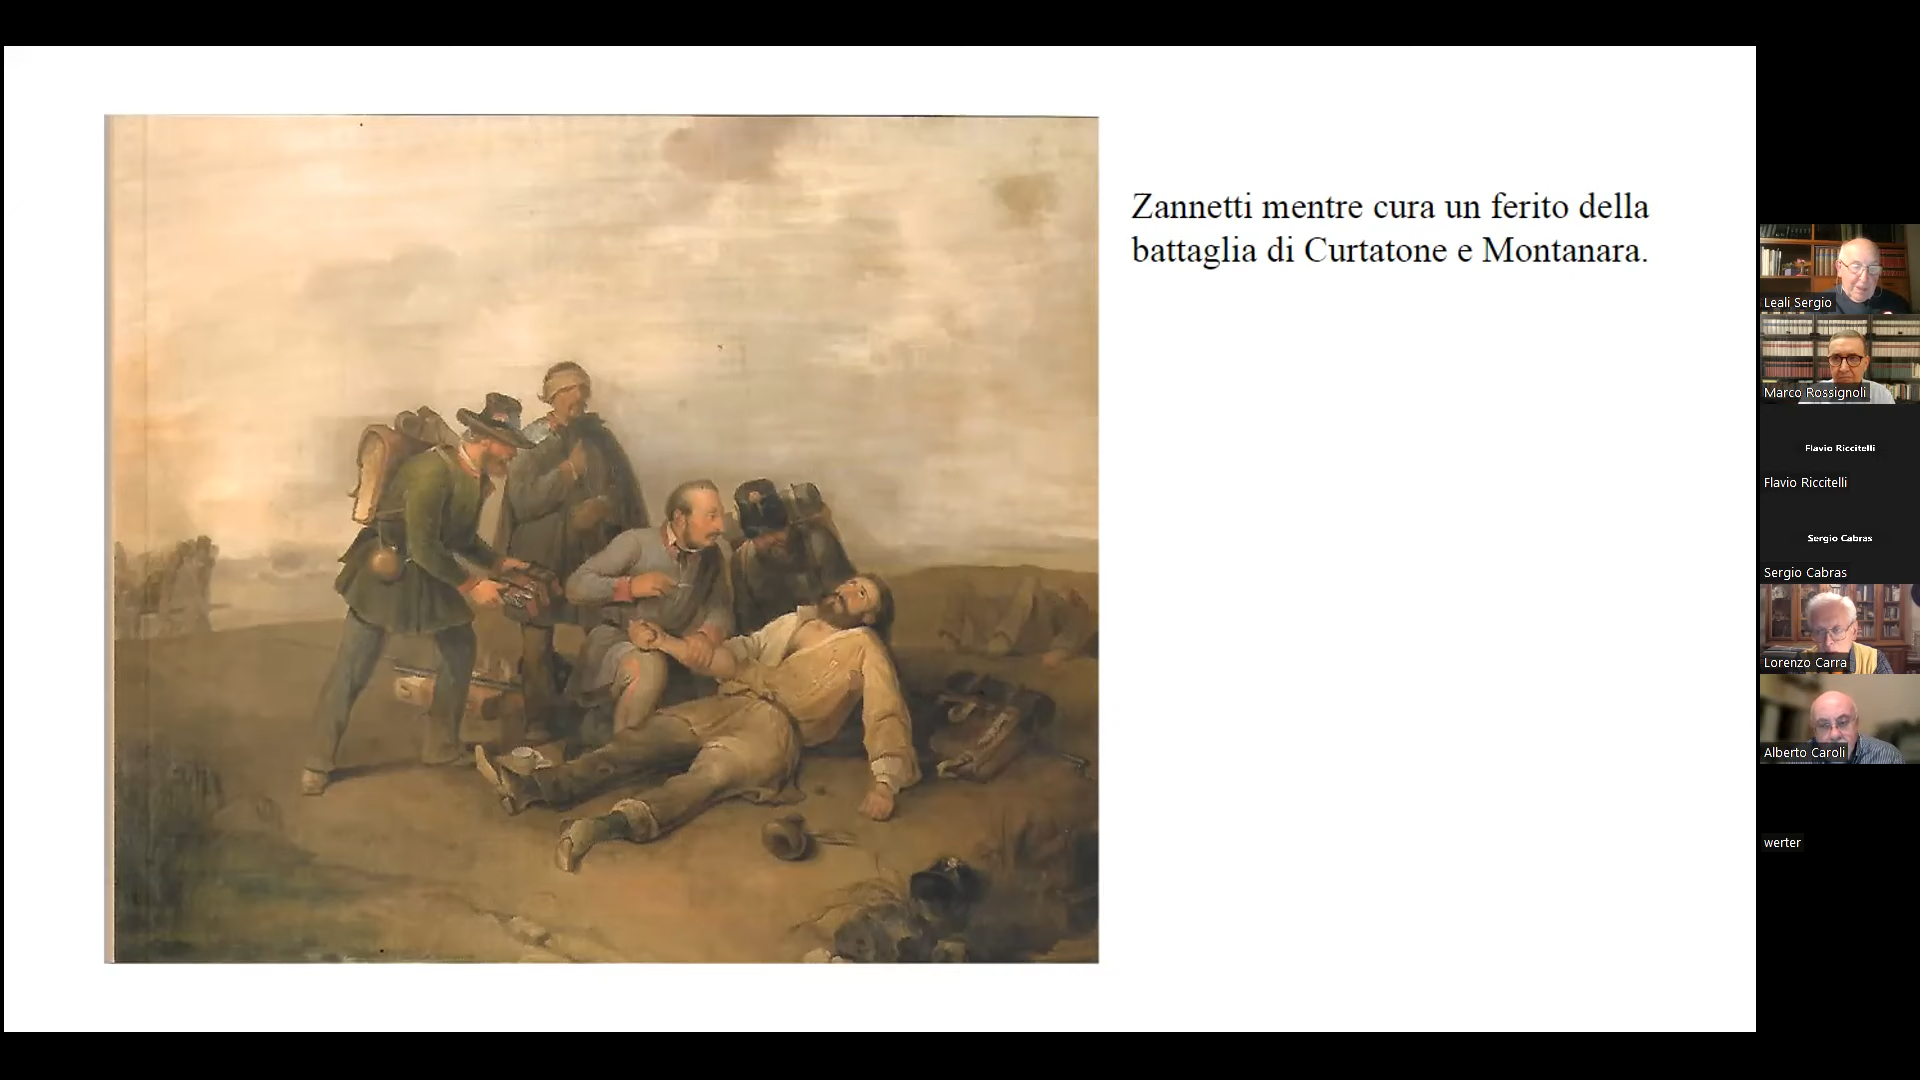 Zannetti mentre cura un ferito della
battaglia di Curtatone e Montanara.
Leali Sergio
Marco Rossignoli
Flavio Riccitelli
Flavio Riccitelli
Sergio Cabras
Sergio Cabras
Lorenzo Carra
Alberto Caroli
werter